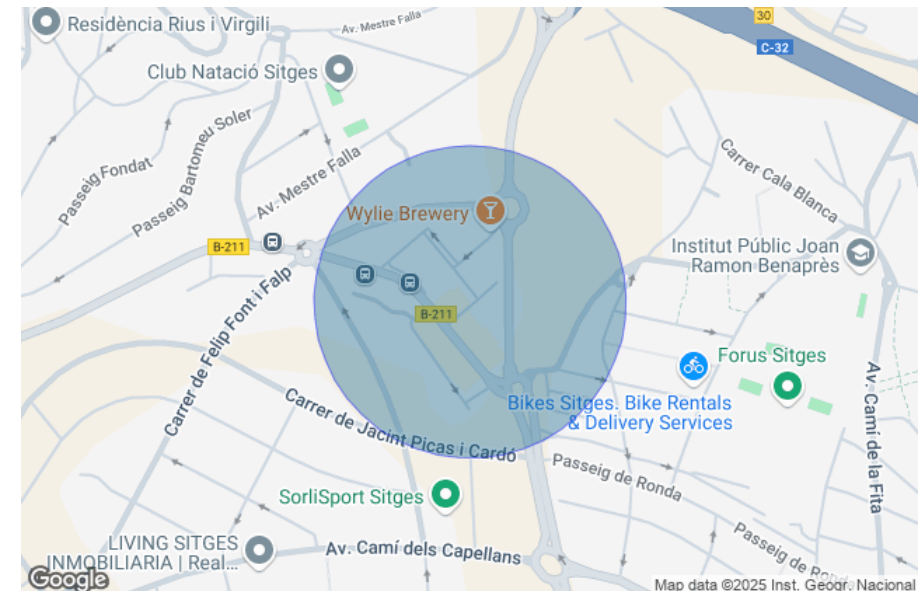 Residència Rius i Virgili
Av. Mestre Falla
30
C-32
Club Natació Sitges
Passeig Bartomeu Soler
Passeig Fondat
Av. Mestre Falla
Carrer Cala Blanca
Wylie Brewery
B-211
Institut Públic Joan
Ramon Benaprès
Carrer de Felip Font i Falp
B-211
Forus Sitges
Bikes Sitges. Bike Rentals
& Delivery Services
Av. Camí de la Fita
Carrer de Jacint Picas i Cardó
Passeig de Ronda
SorliSport Sitges
LIVING SITGES
INMOBILIARIA | Real...
Av. Camí dels Capellans
Passeig de Ronda
Google
Map data ©2025 Inst. Geogr. Nacional